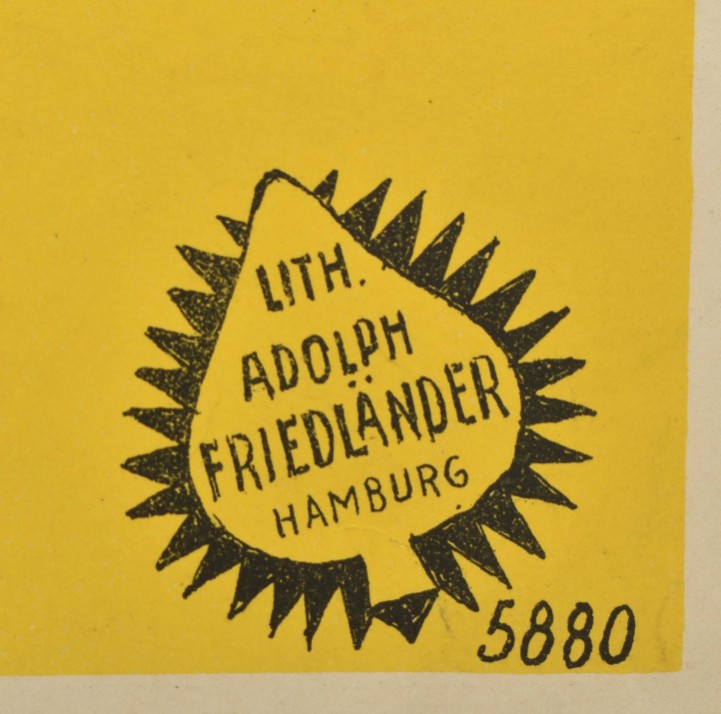 LITH.
ADOLPH
FRIEDLÄNDER
HAMBURG
5880